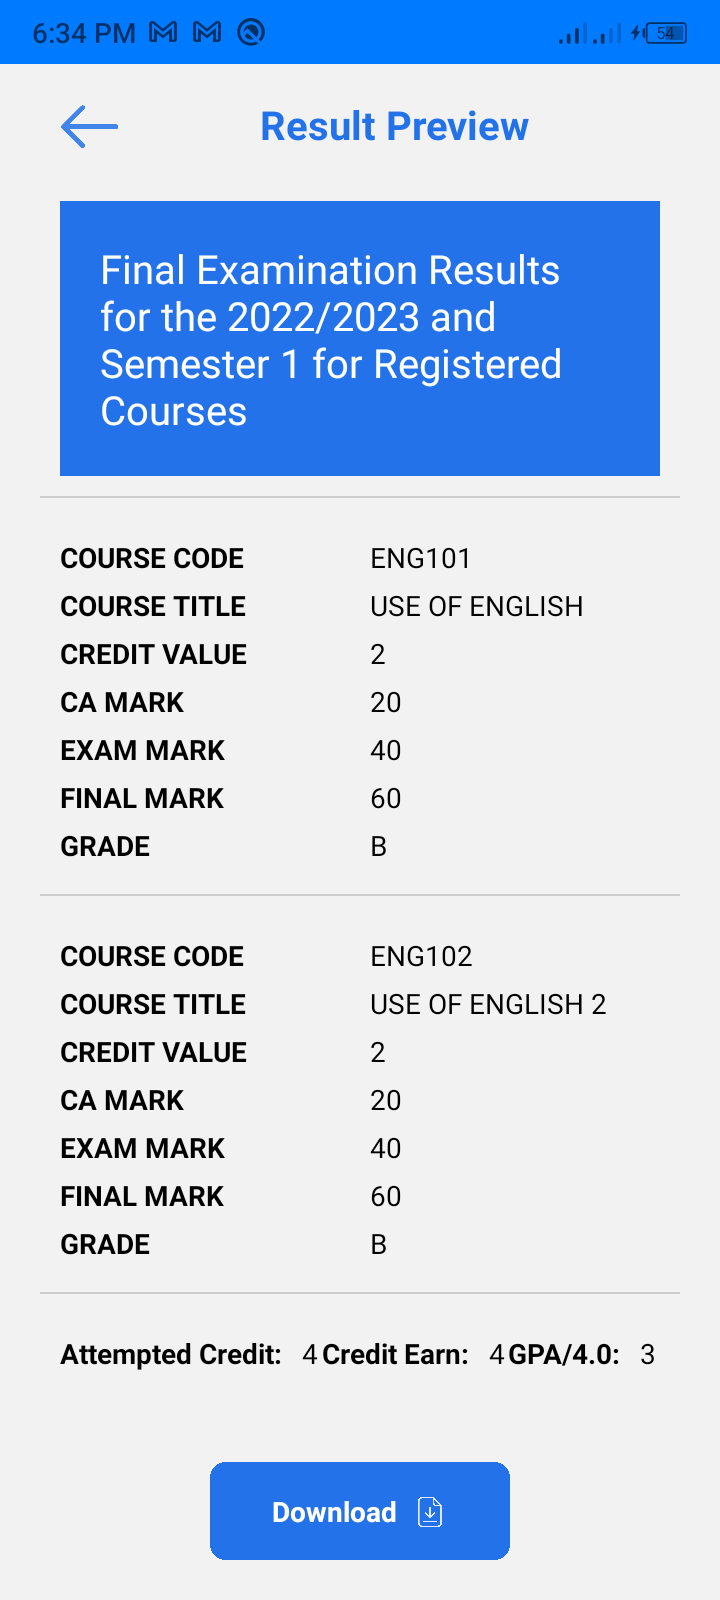 6:34 PM 54
Result Preview
Final Examination Results
for the 2022/2023 and
Semester 1 for Registered
Courses
COURSE CODE ENG101
COURSE TITLE USE OF ENGLISH
CREDIT VALUE 2
CA MARK 20
EXAM MARK 40
FINAL MARK 60
GRADE B
COURSE CODE ENG102
COURSE TITLE USE OF ENGLISH 2
CREDIT VALUE 2
CA MARK 20
EXAM MARK 40
FINAL MARK 60
GRADE B
Attempted Credit: 4 Credit Earn: 4 GPA/4.0: 3
Download